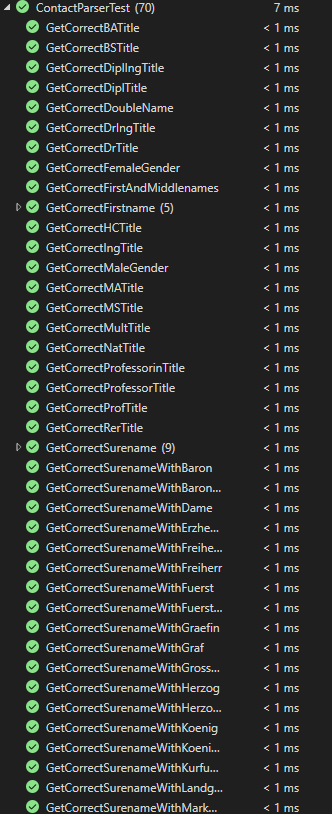 ContactParserTest (70) 7 ms
GetCorrectBATitle < 1 ms
GetCorrectBSTitle < 1 ms
GetCorrectDiplIngTitle < 1 ms
GetCorrectDiplTitle < 1 ms
GetCorrectDoubleName < 1 ms
GetCorrectDrIngTitle < 1 ms
GetCorrectDrTitle < 1 ms
GetCorrectFemaleGender < 1 ms
GetCorrectFirstAndMiddlenames < 1 ms
GetCorrectFirstname (5) < 1 ms
GetCorrectHCTitle < 1 ms
GetCorrectIngTitle < 1 ms
GetCorrectMaleGender < 1 ms
GetCorrectMATitle < 1 ms
GetCorrectMSTitle < 1 ms
GetCorrectMultTitle < 1 ms
GetCorrectNatTitle < 1 ms
GetCorrectProfessorinTitle < 1 ms
GetCorrectProfessorTitle < 1 ms
GetCorrectProfTitle < 1 ms
GetCorrectRerTitle < 1 ms
GetCorrectSurename (9) < 1 ms
GetCorrectSurenameWithBaron < 1 ms
GetCorrectSurenameWithBaron... < 1 ms
GetCorrectSurenameWithDame < 1 ms
GetCorrectSurenameWithErzhe... < 1 ms
GetCorrectSurenameWithFreihe... < 1 ms
GetCorrectSurenameWithFreiherr < 1 ms
GetCorrectSurenameWithFuerst < 1 ms
GetCorrectSurenameWithFuerst... < 1 ms
GetCorrectSurenameWithGraefin < 1 ms
GetCorrectSurenameWithGraf < 1 ms
GetCorrectSurenameWithGross... < 1 ms
GetCorrectSurenameWithHerzog < 1 ms
GetCorrectSurenameWithHerzo... < 1 ms
GetCorrectSurenameWithKoenig < 1 ms
GetCorrectSurenameWithKoeni... < 1 ms
GetCorrectSurenameWithKurfu... < 1 ms
GetCorrectSurenameWithLandg... < 1 ms
GetCorrectSurenameWithMark... < 1 ms